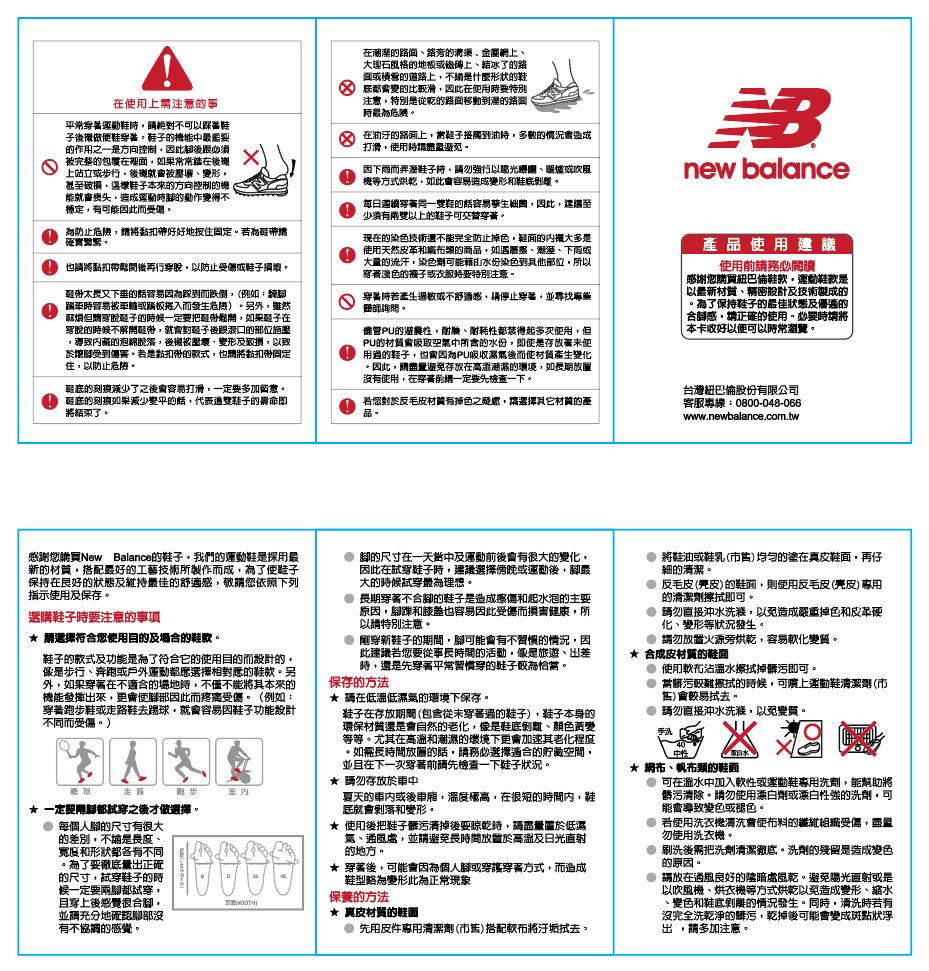 在使用上需注意的事
平常穿著運動鞋時，請絕對不可以踩著鞋
子後襯做便鞋穿著。鞋子的機能中最重要
的作用之一是方向控制，因此腳後跟必須
被完整的包覆在裡面，如果常常踏在後襯
上站立或步行，後襯就會被壓壞、變形，
甚至破損，這樣鞋子本來的方向控制的機
能就會喪失，造成運動時腳的動作變得不
穩定，有可能因此而受傷。
為防止危險，請將黏扣帶好好地按住固定。若為鞋帶請
確實繫緊。
也請將黏扣帶鬆開後再行穿脫，以防止受傷或鞋子損壞。
鞋帶太長又下垂的話容易因為踩到而跌倒，(例如：騎腳
踏車時容易被車輪或踏板捲入而發生危險）。另外，雖然
麻煩但請穿脫鞋子的時候一定要把鞋帶鬆開，如果鞋子在
穿脫的時候不解開鞋帶，就會對鞋子後跟滾口的部位施壓
，導致內藏的泡綿脫落，後襯被壓壞、變形及破損，以致
於讓腳受到傷害。若是黏扣帶的款式，也請將黏扣帶固定
住，以防止危險。
鞋底的刻痕減少了之後會容易打滑，一定要多加留意。
鞋底的刻痕如果減少變平的話，代表這雙鞋子的壽命即
將結束了。
在潮溼的路面、路旁的溝渠、金屬網上、
大理石風格的地板或磁磚上、結冰了的路
面或積雪的道路上，不論是什麼形狀的鞋
底都會變的比較滑，因此在使用時要特別
注意，特別是從乾的路面移動到溼的路面
時最為危險。
在油汙的路面上，當鞋子接觸到油時，多數的情況會造成
打滑，使用時請盡量避免。
因下雨而弄溼鞋子時，請勿強行以陽光曝曬、暖爐或吹風
機等方式烘乾，如此會容易造成變形和鞋底剝離。
每日連續穿著同一雙鞋的話容易孳生細菌，因此，建議至
少須有兩雙以上的鞋子可交替穿著。
現在的染色技術還不能完全防止掉色，鞋面的內襯大多是
使用天然皮革和織布類的商品，如遇磨擦、潮溼、下雨或
大量的流汗，染色劑可能藉由水份染色到其他部位，所以
穿著淺色的襪子或衣服時要特別注意。
穿著時若產生過敏或不舒適感，請停止穿著，並尋找專業
醫師詢問。
儘管PU的避震性，耐磨、耐耗性都禁得起多次使用，但
PU的材質會吸取空氣中所含的水份，即使是存放著未使
用過的鞋子，也會因為PU吸收濕氣後而使材質產生變化
。因此，請盡量避免存放在高溫潮濕的環境，如長期放置
沒有使用，在穿著前請一定要先檢查一下。
若您對於反毛皮材質有掉色之疑慮，請選擇其它材質的產
品。
NB
new balance
產品使用建議
使用前請務必閱讀
感謝您購買紐巴倫鞋款，運動鞋款是
以最新材質、精密設計及技術製成的
。為了保持鞋子的最佳狀態及優適的
合腳感，請正確的使用。必要時請將
本卡收好以便可以時常瀏覽。
台灣紐巴倫股份有限公司
客服專線：0800-048-066
www.newbalance.com.tw
感謝您購買New Balance的鞋子，我們的運動鞋是採用最
新的材質，搭配最好的工藝技術所製作而成，為了使鞋子
保持在良好的狀態及維持最佳的舒適感，敬請您依照下列
指示使用及保存。
選購鞋子時要注意的事項
★ 請選擇符合您使用目的及場合的鞋款。
鞋子的款式及功能是為了符合它的使用目的而設計的，
像是步行、奔跑或戶外運動都應選擇相對應的鞋款。另
外，如果穿著在不適合的場地時，不僅不能將其本來的
機能發揮出來，更會使腳部因此而疼痛受傷。（例如：
穿著跑步鞋或走路鞋去踢球，就會容易因鞋子功能設計
不同而受傷。）
網球 走路 跑步 室內
★ 一定要兩腳都試穿之後才做選擇。
● 每個人腳的尺寸有很大
的差別，不論是長度、
寬度和形狀都各有不同
。為了要徹底量出正確
的尺寸，試穿鞋子的時
候一定要兩腳都試穿，
且穿上後感覺很合腳，
並請充分地確認腳部沒
有不協調的感覺。
B D 2E 4E
寬窄(WIDTH)
● 腳的尺寸在一天當中及運動前後會有很大的變化，
因此在試穿鞋子時，建議選擇傍晚或運動後，腳最
大的時候試穿最為理想。
● 長期穿著不合腳的鞋子是造成擦傷和起水泡的主要
原因，腳踝和膝蓋也容易因此受傷而損害健康，所
以請特別注意。
● 剛穿新鞋子的期間，腳可能會有不習慣的情況，因
此建議若您要從事長時間的活動，像是旅遊、出差
時，還是先穿著平常習慣穿的鞋子較為恰當。
保存的方法
★ 請在低溫低濕氣的環境下保存。
鞋子在存放期間(包含從末穿著過的鞋子)，鞋子本身的
環保材質還是會自然的老化，像是鞋底剝離、顏色黃變
等等。尤其在高溫和潮濕的環境下更會加速其老化程度
。如需長時間放置的話，請務必選擇適合的貯藏空間，
並且在下一次穿著前請先檢查一下鞋子狀況。
★ 請勿存放於車中
夏天的車內或後車廂，溫度極高，在很短的時間內，鞋
底就會剝落和變形。
★ 使用後把鞋子髒污清掉後要晾乾時，請盡量置於低濕
氣、通風處，並請避免長時間放置於高溫及日光直射
的地方。
★ 穿著後，可能會因為個人腳或穿護穿著方式，而造成
鞋型略為變形此為正常現象
保養的方法
★ 真皮材質的鞋面
● 先用皮件專用清潔劑(市售)搭配軟布將汙垢拭去。
● 將鞋油或鞋乳(市售)均勻的塗在真皮鞋面，再仔
細的清潔。
● 反毛皮(麂皮)的鞋面，則使用反毛皮(麂皮)專用
的清潔劑擦拭即可。
● 請勿直接沖水洗滌，以免造成嚴重掉色和皮革硬
化、變形等狀況發生。
● 請勿放置火源旁烘乾，容易軟化變質。
★ 合成皮材質的鞋面
● 使用軟布沾溫水擦拭掉髒污即可。
● 當髒污較難擦拭的時候，可噴上運動鞋清潔劑(市
售)會較易拭去。
● 請勿直接沖水洗滌，以免變質。
手洗
40
中性
漂白水
★ 網布、帆布類的鞋面
● 可在溫水中加入軟性或運動鞋專用洗劑，能幫助將
髒污清除。請勿使用漂白劑或漂白性強的洗劑，可
能會導致變色或褪色。
● 若使用洗衣機清洗會使布料的纖維組織受傷，盡量
勿使用洗衣機。
● 刷洗後需把洗劑清潔徹底。洗劑的殘留是造成變色
的原因。
● 請放在通風良好的陰暗處風乾。避免陽光直射或是
以吹風機、烘衣機等方式烘乾以免造成變形、縮水
、變色和鞋底剝離的情況發生。同時，清洗時若有
沒完全洗乾淨的髒污，乾掉後可能會變成斑點狀浮
出 ，請多加注意。